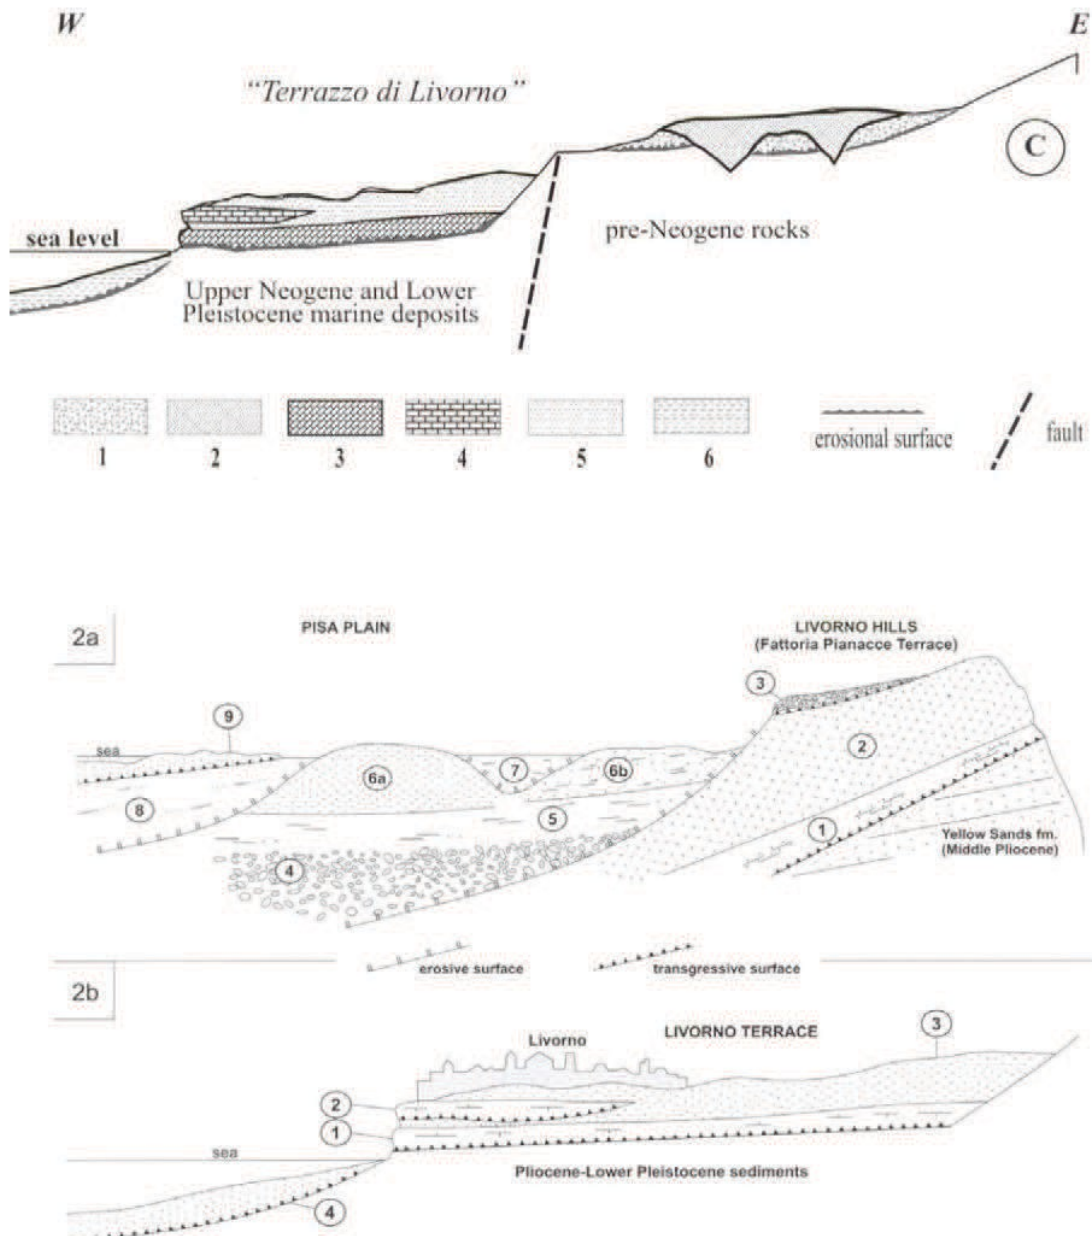 W
E
"Terrazzo di Livorno"
C
sea level
pre-Neogene rocks
Upper Neogene and Lower
Pleistocene marine deposits
1
2
3
4
5
6
erosional surface
fault
2a
PISA PLAIN
LIVORNO HILLS
(Fattoria Pianacce Terrace)
3
9
sea
2
6a
7
6b
8
5
1
Yellow Sands fm.
(Middle Pliocene)
4
erosive surface
transgressive surface
2b
LIVORNO TERRACE
3
Livorno
2
1
sea
Pliocene-Lower Pleistocene sediments
4